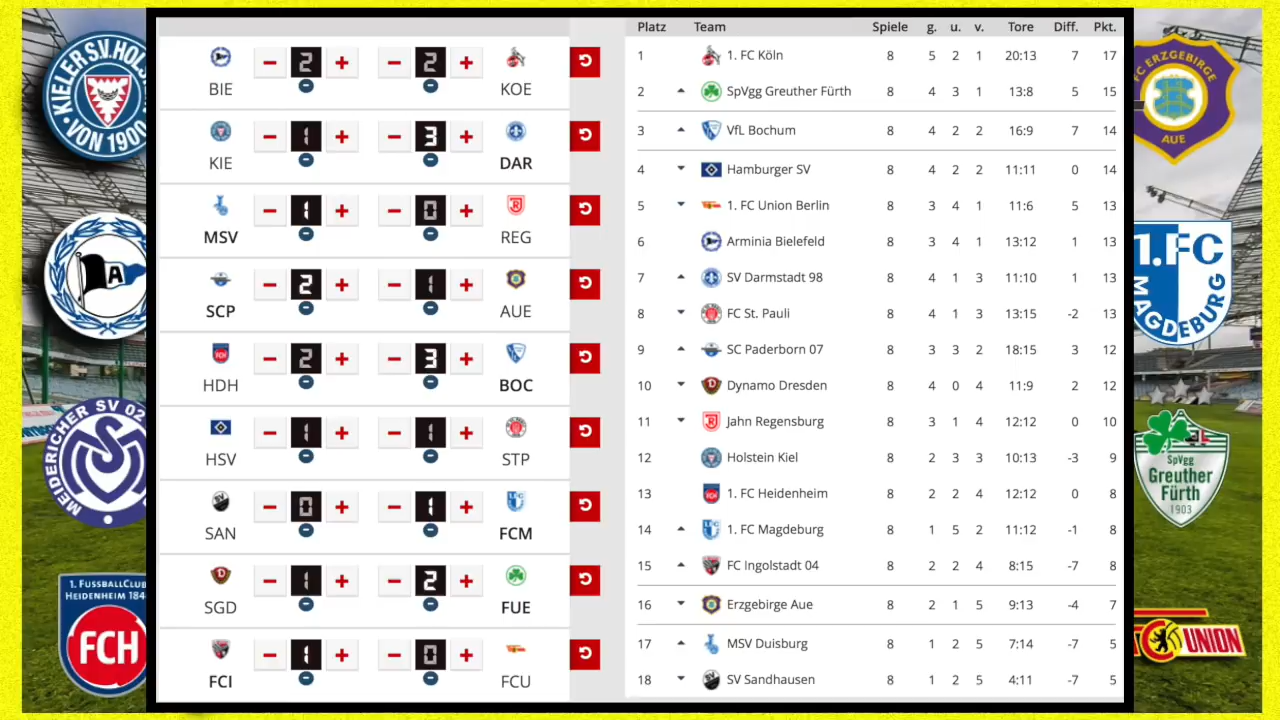 BIE 2 2 KOE
KIE 1 3 DAR
MSV 1 0 REG
SCP 2 1 AUE
HDH 2 3 BOC
HSV 1 1 STP
SAN 0 1 FCM
SGD 1 2 FUE
FCI 1 0 FCU
Platz Team Spiele g. u. v. Tore Diff. Pkt.
1 1. FC Köln 8 5 2 1 20:13 7 17
2 SpVgg Greuther Fürth 8 4 3 1 13:8 5 15
3 VfL Bochum 8 4 2 2 16:9 7 14
4 Hamburger SV 8 4 2 2 11:11 0 14
5 1. FC Union Berlin 8 3 4 1 11:6 5 13
6 Arminia Bielefeld 8 3 4 1 13:12 1 13
7 SV Darmstadt 98 8 4 1 3 11:10 1 13
8 FC St. Pauli 8 4 1 3 13:15 -2 13
9 SC Paderborn 07 8 3 3 2 18:15 3 12
10 Dynamo Dresden 8 4 0 4 11:9 2 12
11 Jahn Regensburg 8 3 1 4 12:12 0 10
12 Holstein Kiel 8 2 3 3 10:13 -3 9
13 1. FC Heidenheim 8 2 2 4 12:12 0 8
14 1. FC Magdeburg 8 1 5 2 11:12 -1 8
15 FC Ingolstadt 04 8 2 2 4 8:15 -7 8
16 Erzgebirge Aue 8 2 1 5 9:13 -4 7
17 MSV Duisburg 8 1 2 5 7:14 -7 5
18 SV Sandhausen 8 1 2 5 4:11 -7 5
KIELER S.V. HOLS
VON 1900
A
MEIDERICHER SV 02
1. FUSSBALLCLUB
HEIDENHEIM 184
FCH
FC ERZGEBIRGE
AUE
1.FC
MAGDEBURG
SpVgg
Greuther
Fürth
1903
UNION